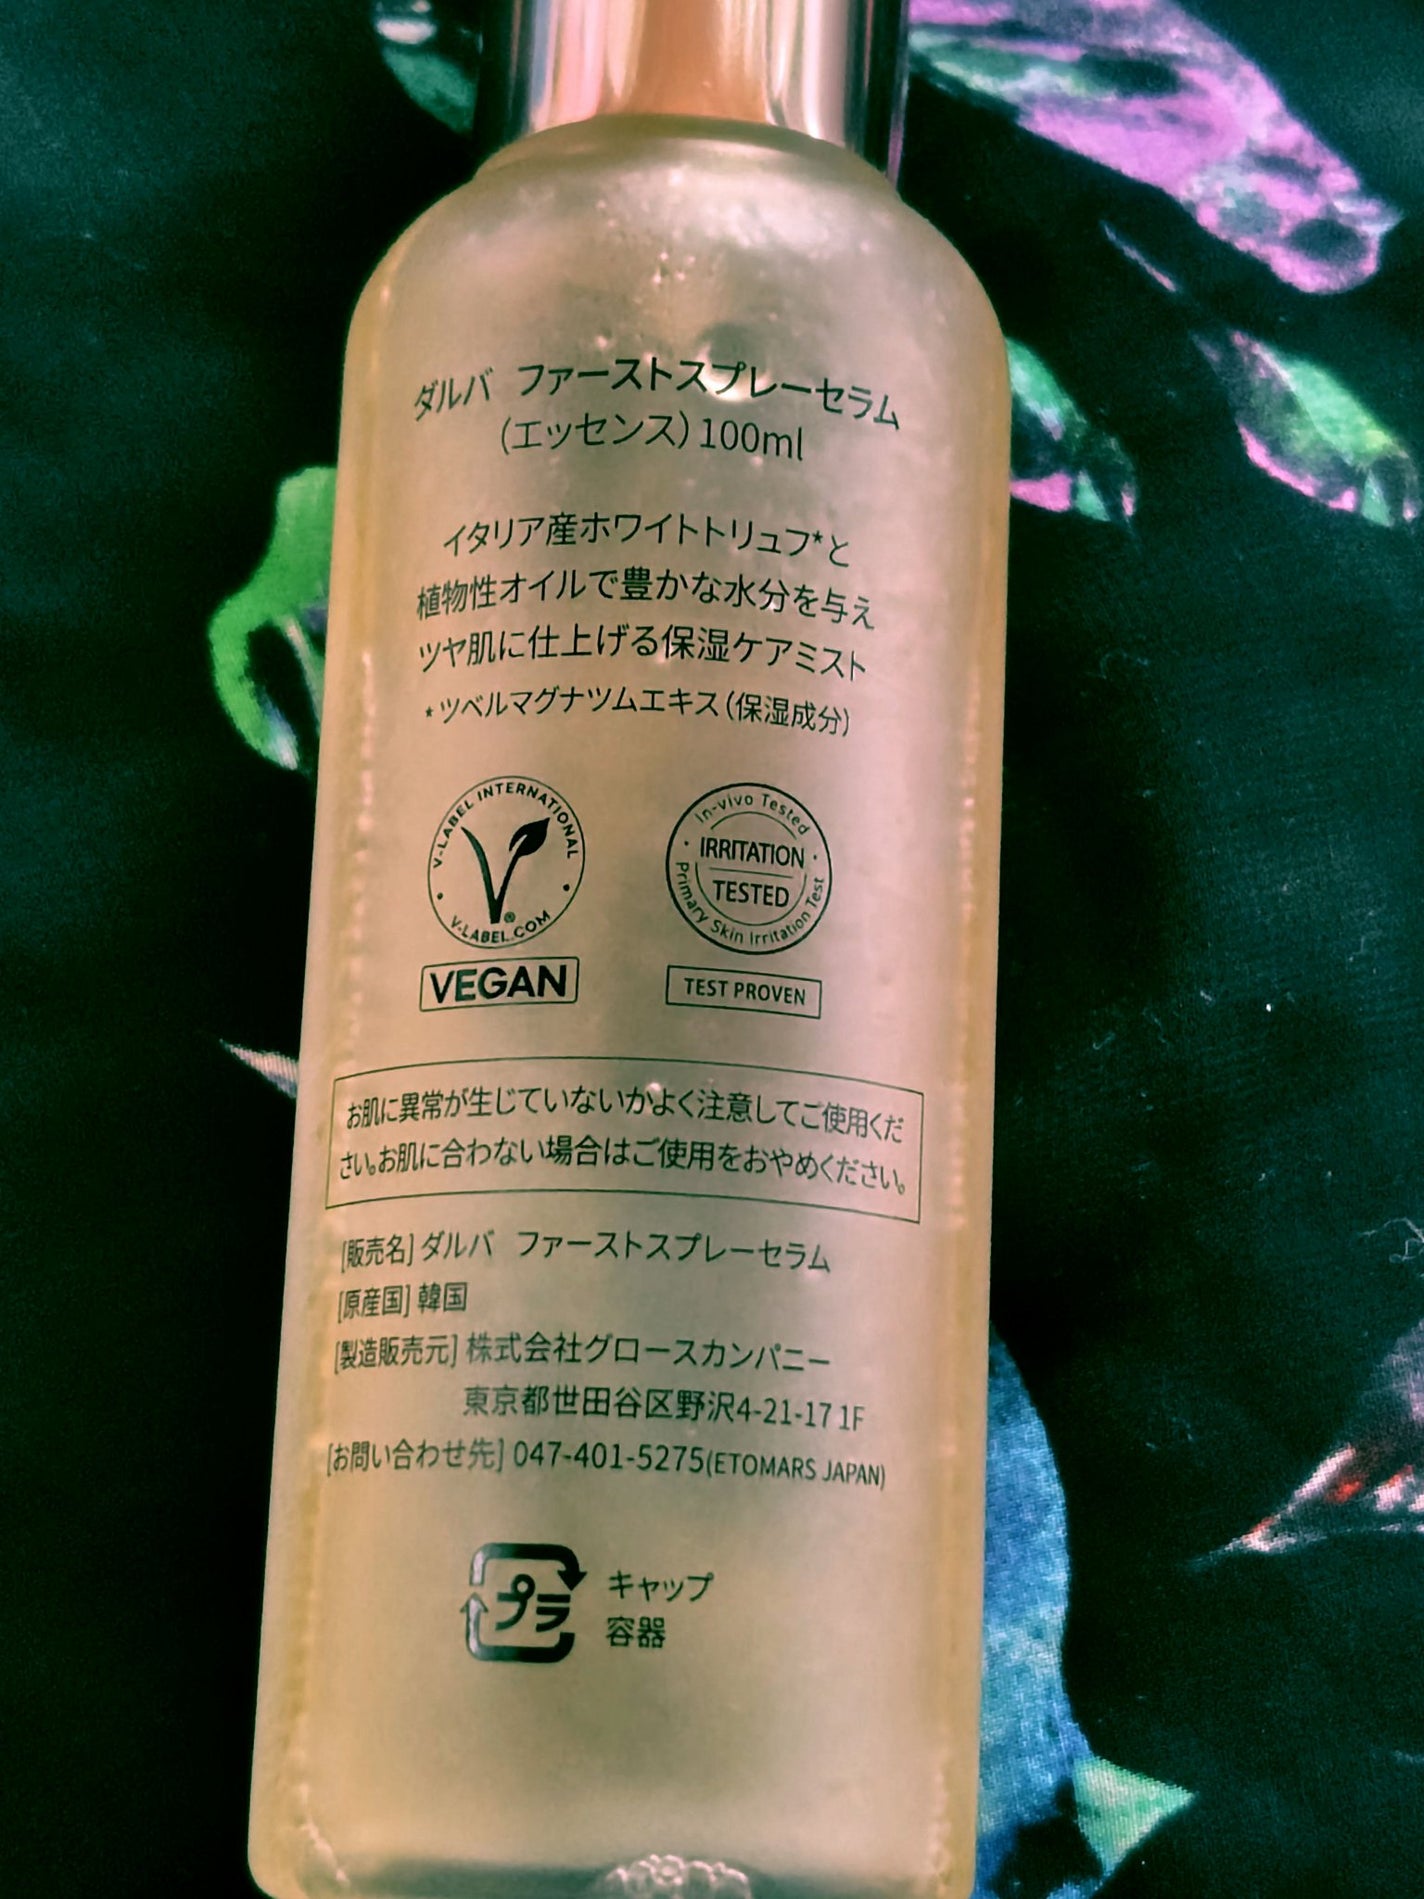 ダルバ ファーストスプレーセラム
(エッセンス)100ml
イタリア産ホワイトトリュフ*と
植物性オイルで豊かな水分を与え
ツヤ肌に仕上げる保湿ケアミスト
*ツベルマグナツムエキス(保湿成分)
V-LABEL INTERNATIONAL
V-LABEL.COM
VEGAN
In-vivo Tested
IRRITATION
TESTED
Primary Skin Irritation Test
TEST PROVEN
お肌に異常が生じていないかよく注意してご使用くだ
さい。お肌に合わない場合はご使用をおやめください。
[販売名] ダルバ ファーストスプレーセラム
[原産国] 韓国
[製造販売元] 株式会社グロースカンパニー
東京都世田谷区野沢4-21-17 1F
[お問い合わせ先] 047-401-5275(ETOMARS JAPAN)
プラ
キャップ
容器